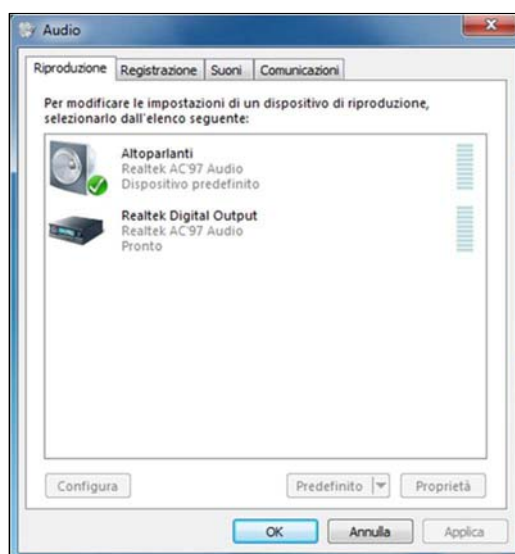 Audio
Riproduzione Registrazione Suoni Comunicazioni
Per modificare le impostazioni di un dispositivo di riproduzione,
selezionarlo dall'elenco seguente:
Altoparlanti
Realtek AC'97 Audio
Dispositivo predefinito
Realtek Digital Output
Realtek AC'97 Audio
Pronto
Configura Predefinito Proprietà
OK Annulla Applica